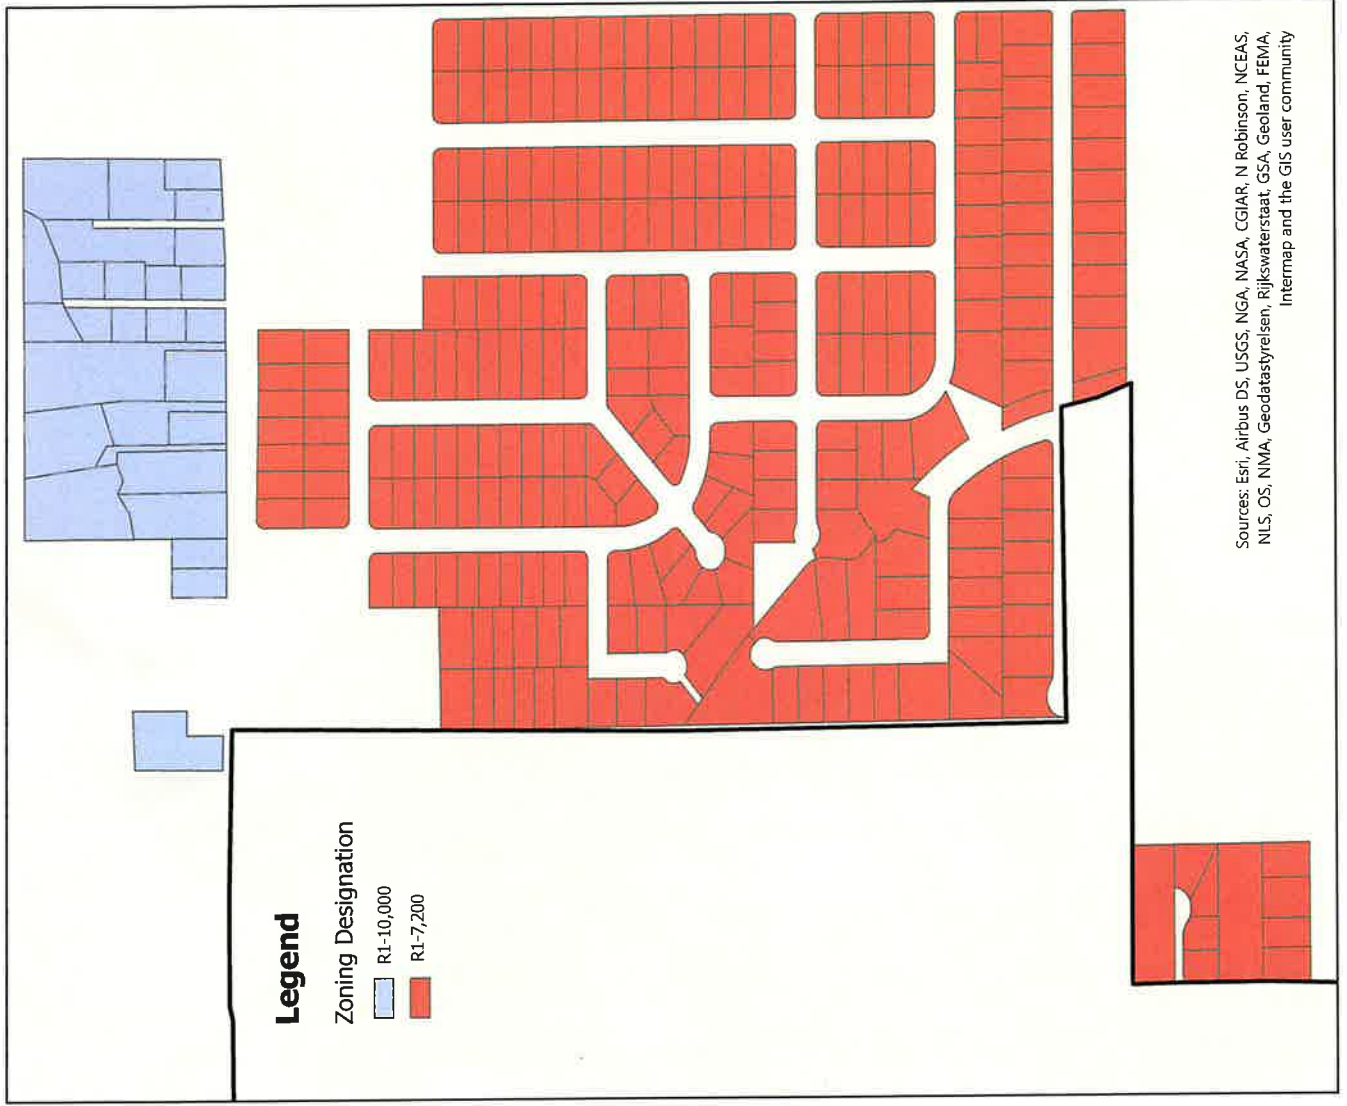 Legend
Zoning Designation
R1-10,000
R1-7,200
Sources: Esri, Airbus DS, USGS, NGA, NASA, CGIAR, N Robinson, NCEAS,
NLS, OS, NMA, Geodatastyrelsen, Rijkswaterstaat, GSA, Geoland, FEMA,
Intermap and the GIS user community